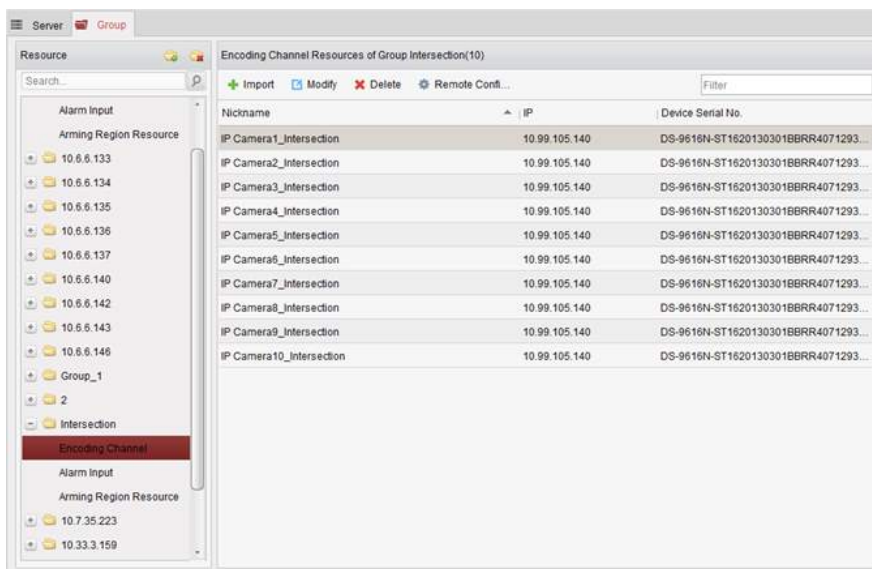 Server Group
Resource
Search...
Alarm Input
Arming Region Resource
10.6.6.133
10.6.6.134
10.6.6.135
10.6.6.136
10.6.6.137
10.6.6.140
10.6.6.142
10.6.6.143
10.6.6.146
Group_1
2
Intersection
Encoding Channel
Alarm Input
Arming Region Resource
10.7.35.223
10.33.3.159
Encoding Channel Resources of Group Intersection(10)
Import Modify Delete Remote Confi... Filter
Nickname IP Device Serial No.
IP Camera1_Intersection 10.99.105.140 DS-9616N-ST1620130301BBRR4071293...
IP Camera2_Intersection 10.99.105.140 DS-9616N-ST1620130301BBRR4071293...
IP Camera3_Intersection 10.99.105.140 DS-9616N-ST1620130301BBRR4071293...
IP Camera4_Intersection 10.99.105.140 DS-9616N-ST1620130301BBRR4071293...
IP Camera5_Intersection 10.99.105.140 DS-9616N-ST1620130301BBRR4071293...
IP Camera6_Intersection 10.99.105.140 DS-9616N-ST1620130301BBRR4071293...
IP Camera7_Intersection 10.99.105.140 DS-9616N-ST1620130301BBRR4071293...
IP Camera8_Intersection 10.99.105.140 DS-9616N-ST1620130301BBRR4071293...
IP Camera9_Intersection 10.99.105.140 DS-9616N-ST1620130301BBRR4071293...
IP Camera10_Intersection 10.99.105.140 DS-9616N-ST1620130301BBRR4071293...